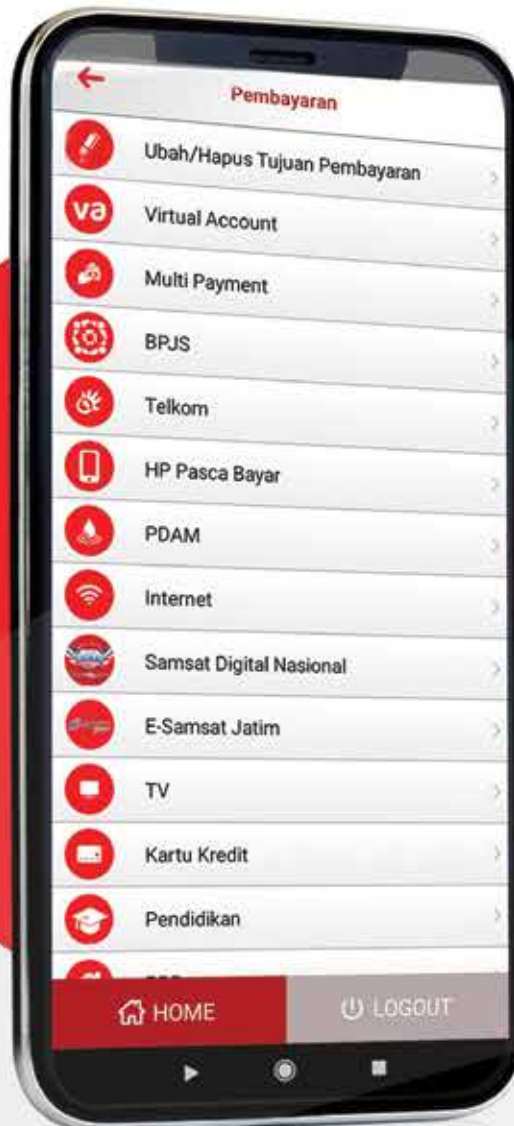 Pembayaran
Ubah/Hapus Tujuan Pembayaran
va
Virtual Account
Multi Payment
BPJS
Telkom
HP Pasca Bayar
PDAM
Internet
Samsat Digital Nasional
E-Samsat Jatim
TV
Kartu Kredit
Pendidikan
HOME
LOGOUT